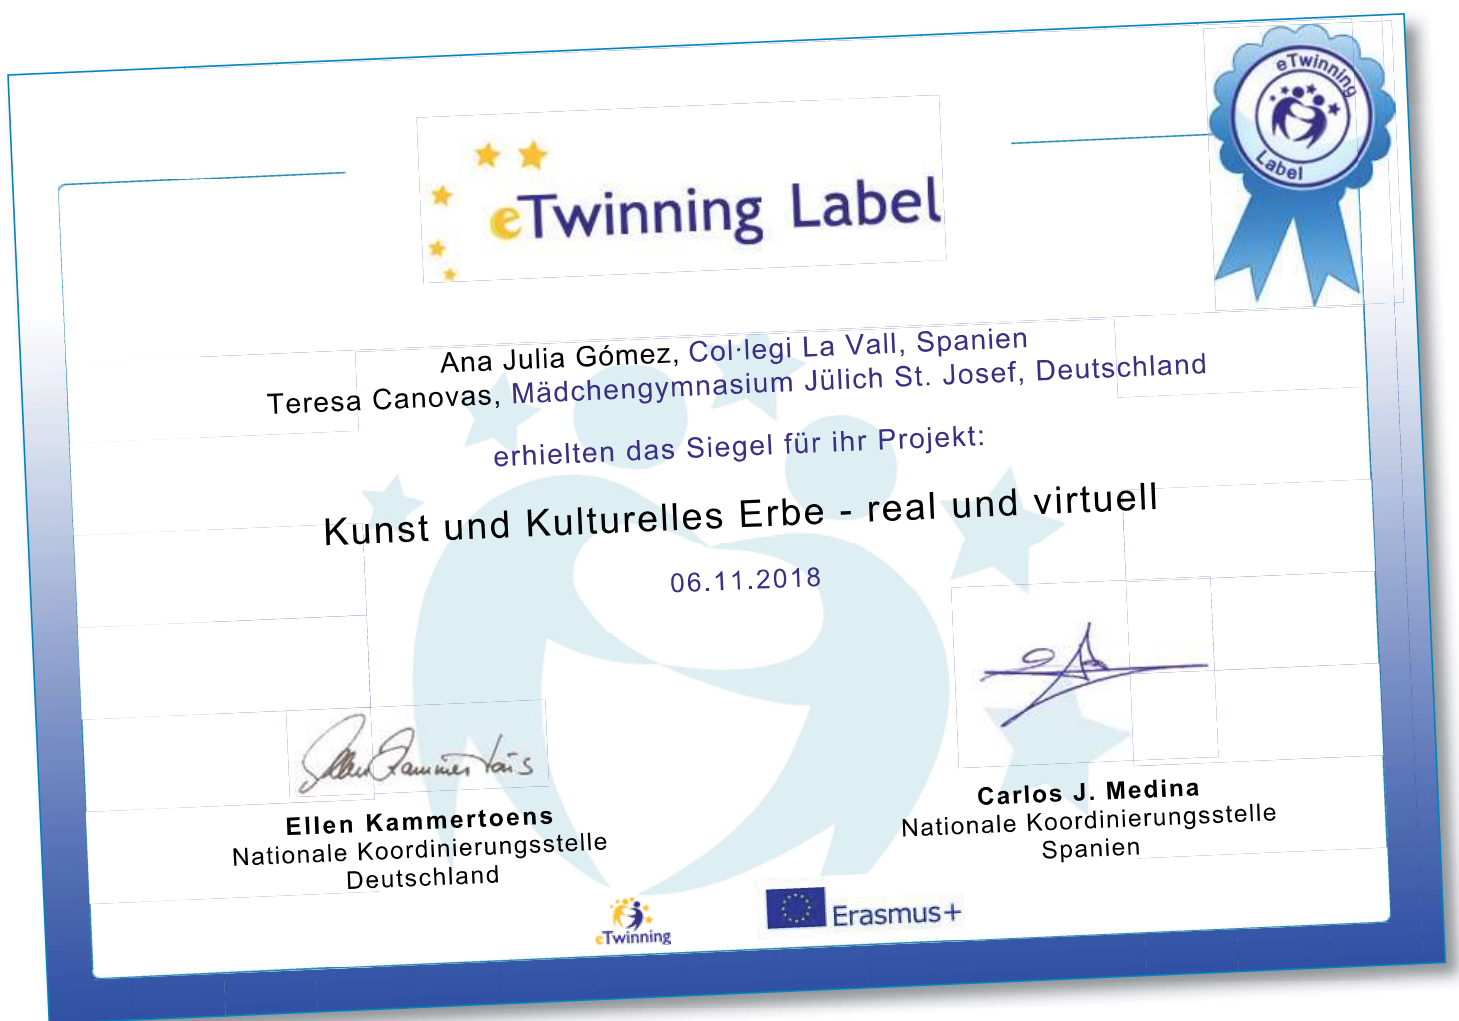 eTwinning
Label
eTwinning Label
Ana Julia Gómez, Col·legi La Vall, Spanien
Teresa Canovas, Mädchengymnasium Jülich St. Josef, Deutschland
erhielten das Siegel für ihr Projekt:
Kunst und Kulturelles Erbe - real und virtuell
06.11.2018
Ellen Kammertoens
Ellen Kammertoens
Nationale Koordinierungsstelle
Deutschland
Carlos J. Medina
Nationale Koordinierungsstelle
Spanien
eTwinning
Erasmus+